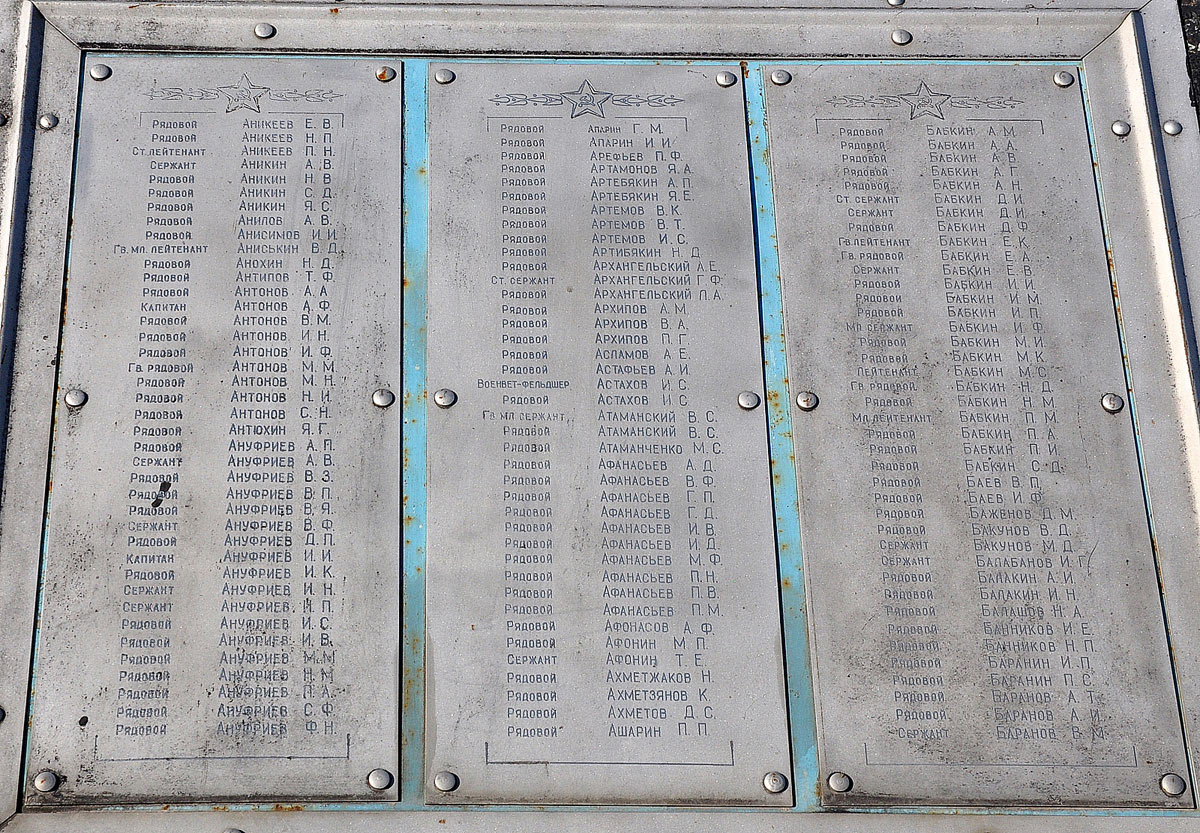 Рядовой Аникеев Е. В.
Рядовой Аникеев Н. П.
Ст. лейтенант Аникеев П. Н.
Сержант Аникин А. В.
Рядовой Аникин Н. В
Рядовой Аникин С. Д.
Рядовой Аникин Я. С.
Рядовой Анилов А. В.
Рядовой Анисимов И. И.
Гв. мл. лейтенант Аниськин В. Д.
Рядовой Анохин Н. Д.
Рядовой Антипов Т. Ф.
Рядовой Антонов А. А
Капитан Антонов А. Ф.
Рядовой Антонов В. М.
Рядовой Антонов И. Н.
Рядовой Антонов И. Ф.
Гв. рядовой Антонов М. М.
Рядовой Антонов М. Н.
Рядовой Антонов Н. И.
Рядовой Антонов С. Н.
Рядовой Антюхин Я. Г.
Рядовой Ануфриев А. П.
Сержант Ануфриев А. В.
Рядовой Ануфриев В. З.
Рядовой Ануфриев В. П.
Рядовой Ануфриев В. Я.
Сержант Ануфриев В. Ф.
Рядовой Ануфриев Д. П.
Капитан Ануфриев И. И.
Рядовой Ануфриев И. К.
Сержант Ануфриев И. Н.
Сержант Ануфриев И. П.
Рядовой Ануфриев И. С.
Рядовой Ануфриев И. В.
Рядовой Ануфриев М. М
Рядовой Ануфриев Н. М
Рядовой Ануфриев П. А.
Рядовой Ануфриев С. Ф.
Рядовой Ануфриев Ф. Н.
Рядовой Апарин Г. М.
Рядовой Апарин И. И.
Рядовой Арефьев П. Ф.
Рядовой Артамонов Я. А.
Рядовой Артебякин А. П.
Рядовой Артебякин Я. Е.
Рядовой Артемов В. К.
Рядовой Артемов В. Т.
Рядовой Артемов И. С.
Рядовой Артибякин Н. Д.
Рядовой Архангельский А. Е.
Ст. сержант Архангельский Г. Ф.
Рядовой Архангельский П. А.
Рядовой Архипов А. М.
Рядовой Архипов В. А.
Рядовой Архипов П. Г.
Рядовой Асламов А. Е.
Рядовой Астафьев А. И.
Военвет-фельдшер Астахов И. С.
Рядовой Астахов И. С.
Гв. мл. сержант Атаманский В. С.
Рядовой Атаманский В. С.
Рядовой Атаманченко М. С.
Рядовой Афанасьев А. Д.
Рядовой Афанасьев В. Ф.
Рядовой Афанасьев Г. П.
Рядовой Афанасьев Г. Д.
Рядовой Афанасьев И. В.
Рядовой Афанасьев И. Д.
Рядовой Афанасьев М. Ф.
Рядовой Афанасьев П. Н.
Рядовой Афанасьев П. В.
Рядовой Афанасьев П. М.
Рядовой Афонасов А. Ф.
Рядовой Афонин М. П.
Сержант Афонин Т. Е.
Рядовой Ахметжаков Н.
Рядовой Ахметзянов К.
Рядовой Ахметов Д. С.
Рядовой Ашарин П. П.
Рядовой Бабкин А. М.
Рядовой Бабкин А. А.
Рядовой Бабкин А. В.
Рядовой Бабкин А. Г.
Рядовой Бабкин А. Н.
Ст. сержант Бабкин Д. И.
Сержант Бабкин Д. И.
Рядовой Бабкин Д. Ф.
Гв. лейтенант Бабкин Е. К.
Гв. рядовой Бабкин Е. А.
Сержант Бабкин Е. В.
Рядовой Бабкин И. И.
Рядовой Бабкин И. М.
Рядовой Бабкин И. П.
Мл. сержант Бабкин И. Ф.
Рядовой Бабкин М. И.
Рядовой Бабкин М. К.
Лейтенант Бабкин М. С.
Гв. рядовой Бабкин Н. Д.
Рядовой Бабкин Н. М.
Мл. лейтенант Бабкин П. М.
Рядовой Бабкин П. А.
Рядовой Бабкин П. И.
Рядовой Бабкин С. Д.
Рядовой Баев В. П.
Рядовой Баев И. Ф.
Рядовой Баженов Д. М.
Рядовой Бакунов В. Д.
Сержант Бакунов М. Д.
Сержант Балабанов И. Г.
Рядовой Балакин А. И.
Рядовой Балакин И. Н.
Рядовой Балашов Н. А.
Рядовой Банников И. Е.
Рядовой Банников Н. П.
Рядовой Баранин И. П.
Рядовой Баранин П. С.
Рядовой Баранов А. Т.
Рядовой Баранов А. И.
Сержант Баранов В. М.